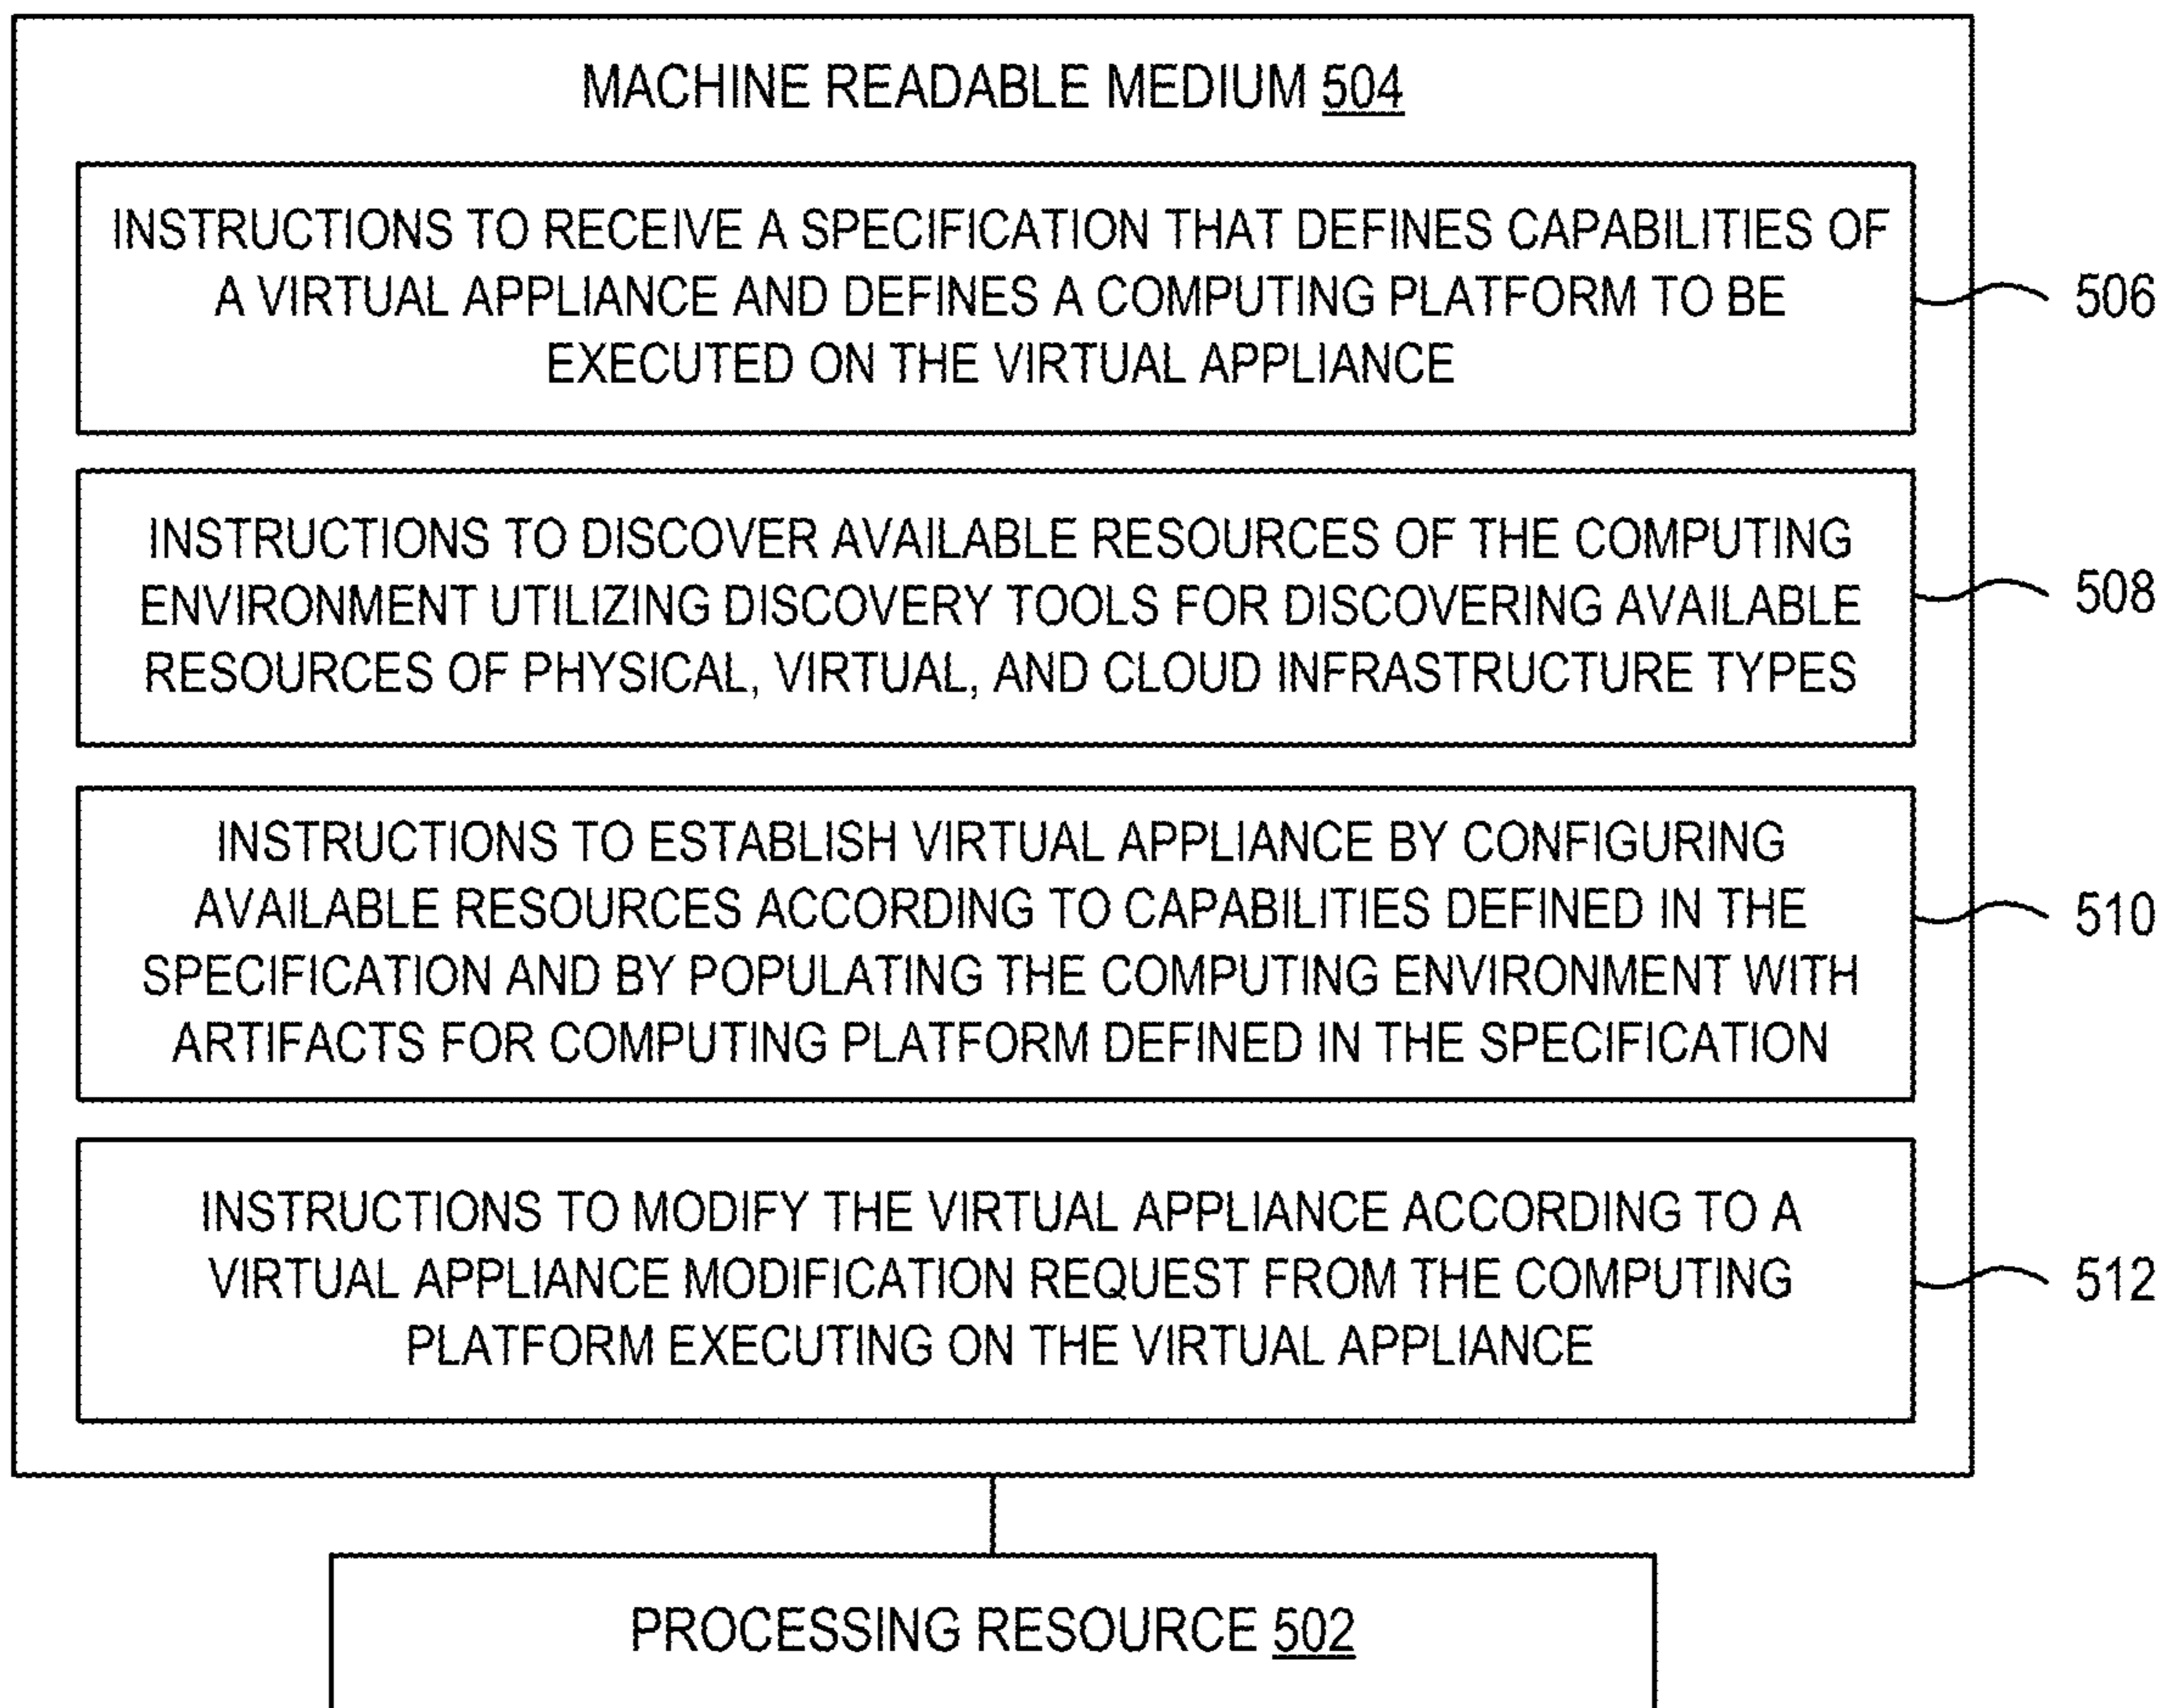 MACHINE READABLE MEDIUM 504
INSTRUCTIONS TO RECEIVE A SPECIFICATION THAT DEFINES CAPABILITIES OF
A VIRTUAL APPLIANCE AND DEFINES A COMPUTING PLATFORM TO BE
EXECUTED ON THE VIRTUAL APPLIANCE
506
INSTRUCTIONS TO DISCOVER AVAILABLE RESOURCES OF THE COMPUTING
ENVIRONMENT UTILIZING DISCOVERY TOOLS FOR DISCOVERING AVAILABLE
RESOURCES OF PHYSICAL, VIRTUAL, AND CLOUD INFRASTRUCTURE TYPES
508
INSTRUCTIONS TO ESTABLISH VIRTUAL APPLIANCE BY CONFIGURING
AVAILABLE RESOURCES ACCORDING TO CAPABILITIES DEFINED IN THE
SPECIFICATION AND BY POPULATING THE COMPUTING ENVIRONMENT WITH
ARTIFACTS FOR COMPUTING PLATFORM DEFINED IN THE SPECIFICATION
510
INSTRUCTIONS TO MODIFY THE VIRTUAL APPLIANCE ACCORDING TO A
VIRTUAL APPLIANCE MODIFICATION REQUEST FROM THE COMPUTING
PLATFORM EXECUTING ON THE VIRTUAL APPLIANCE
512
PROCESSING RESOURCE 502